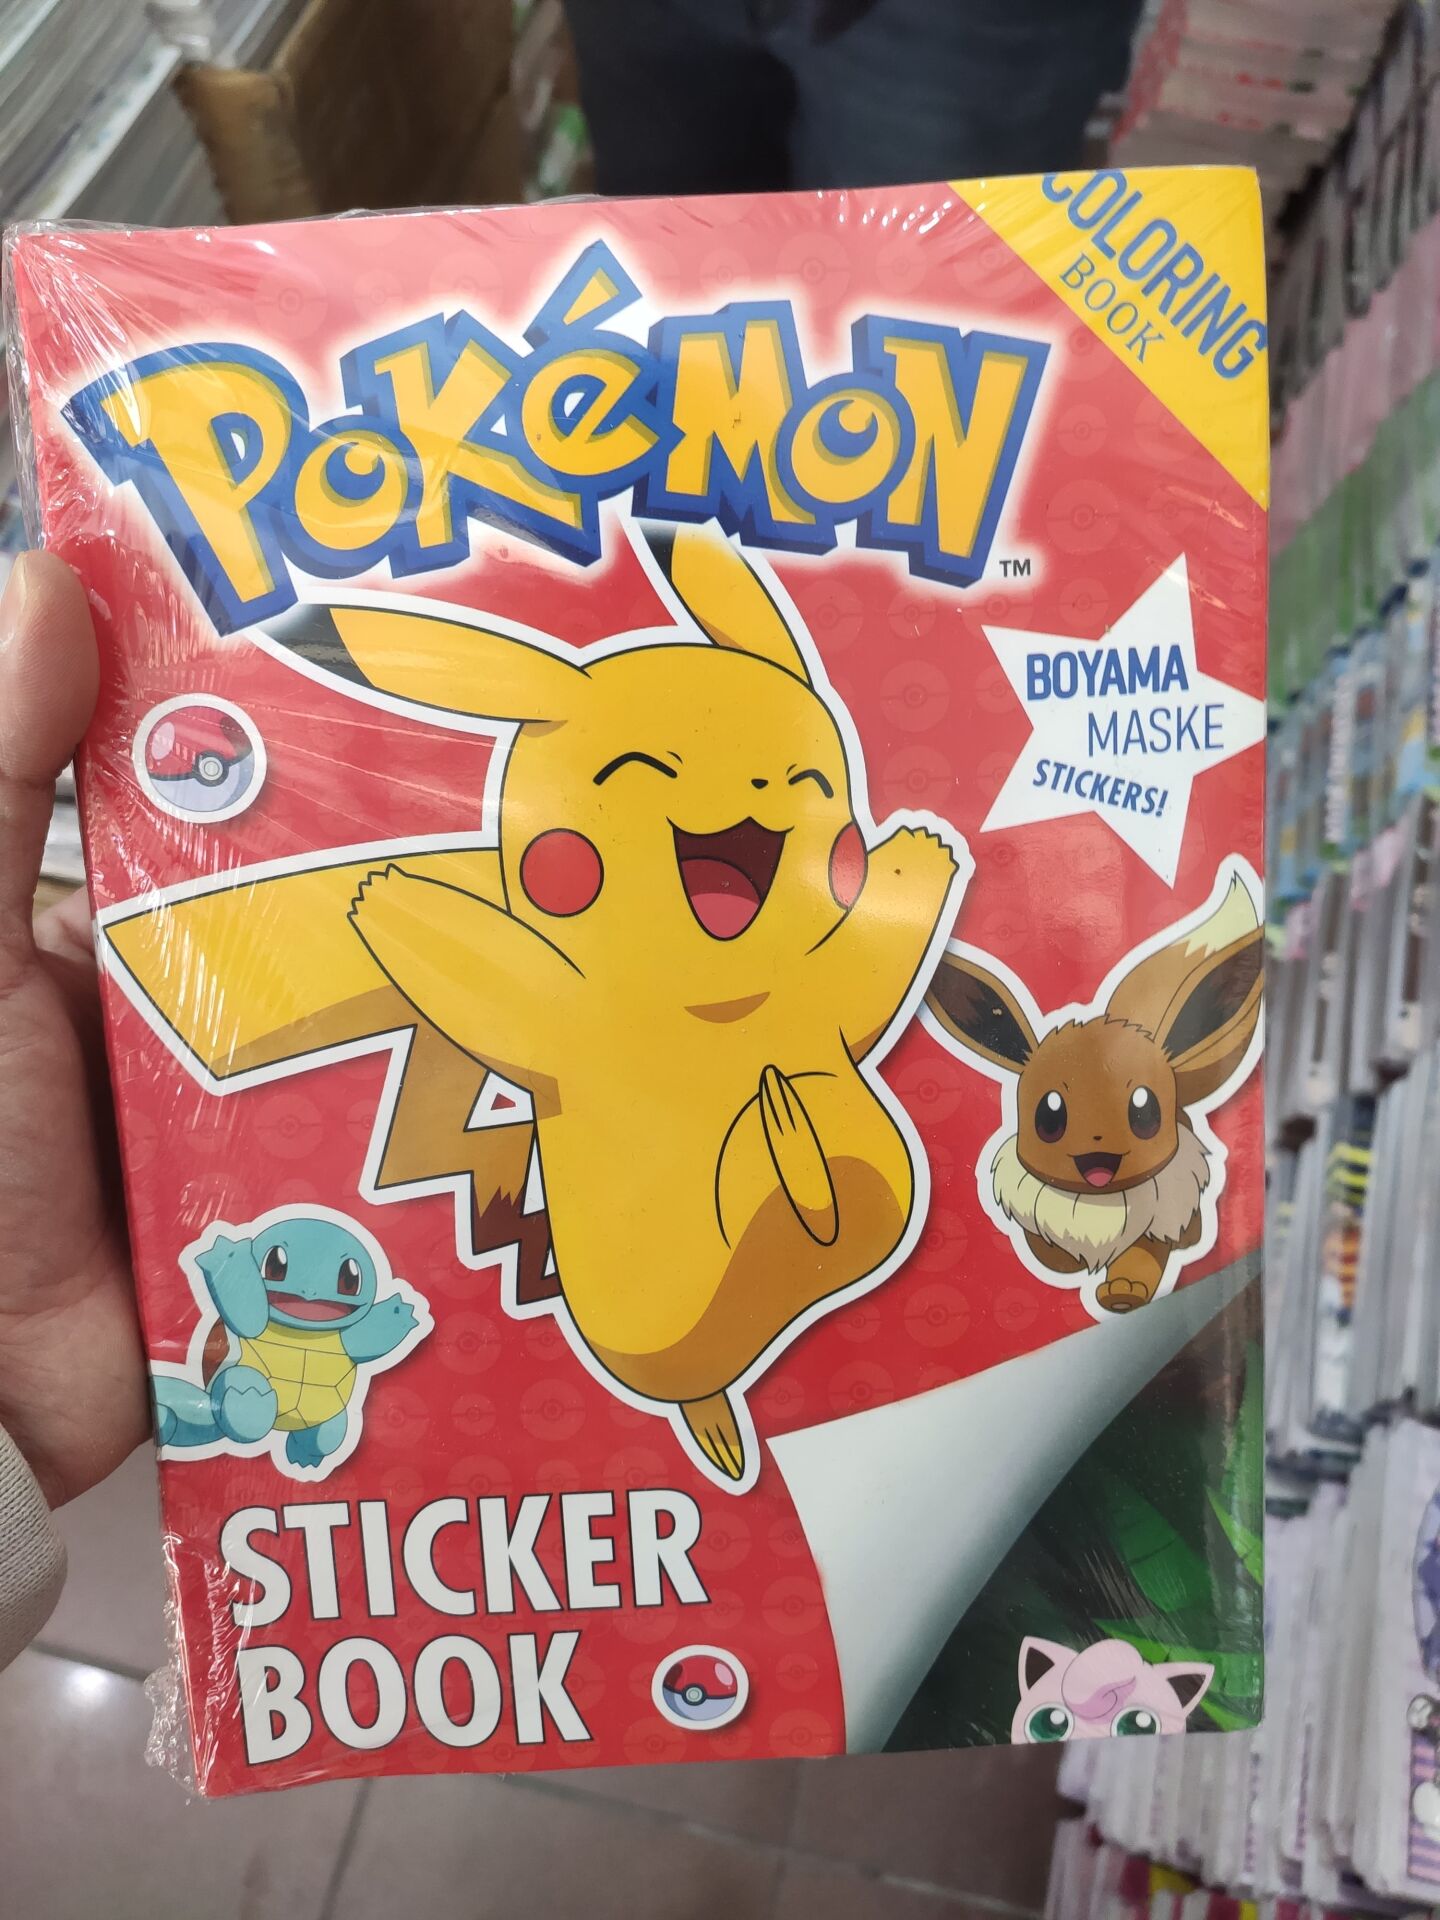 COLORING
BOOK
POKéMON
TM
BOYAMA
MASKE
STICKERS!
STICKER
BOOK